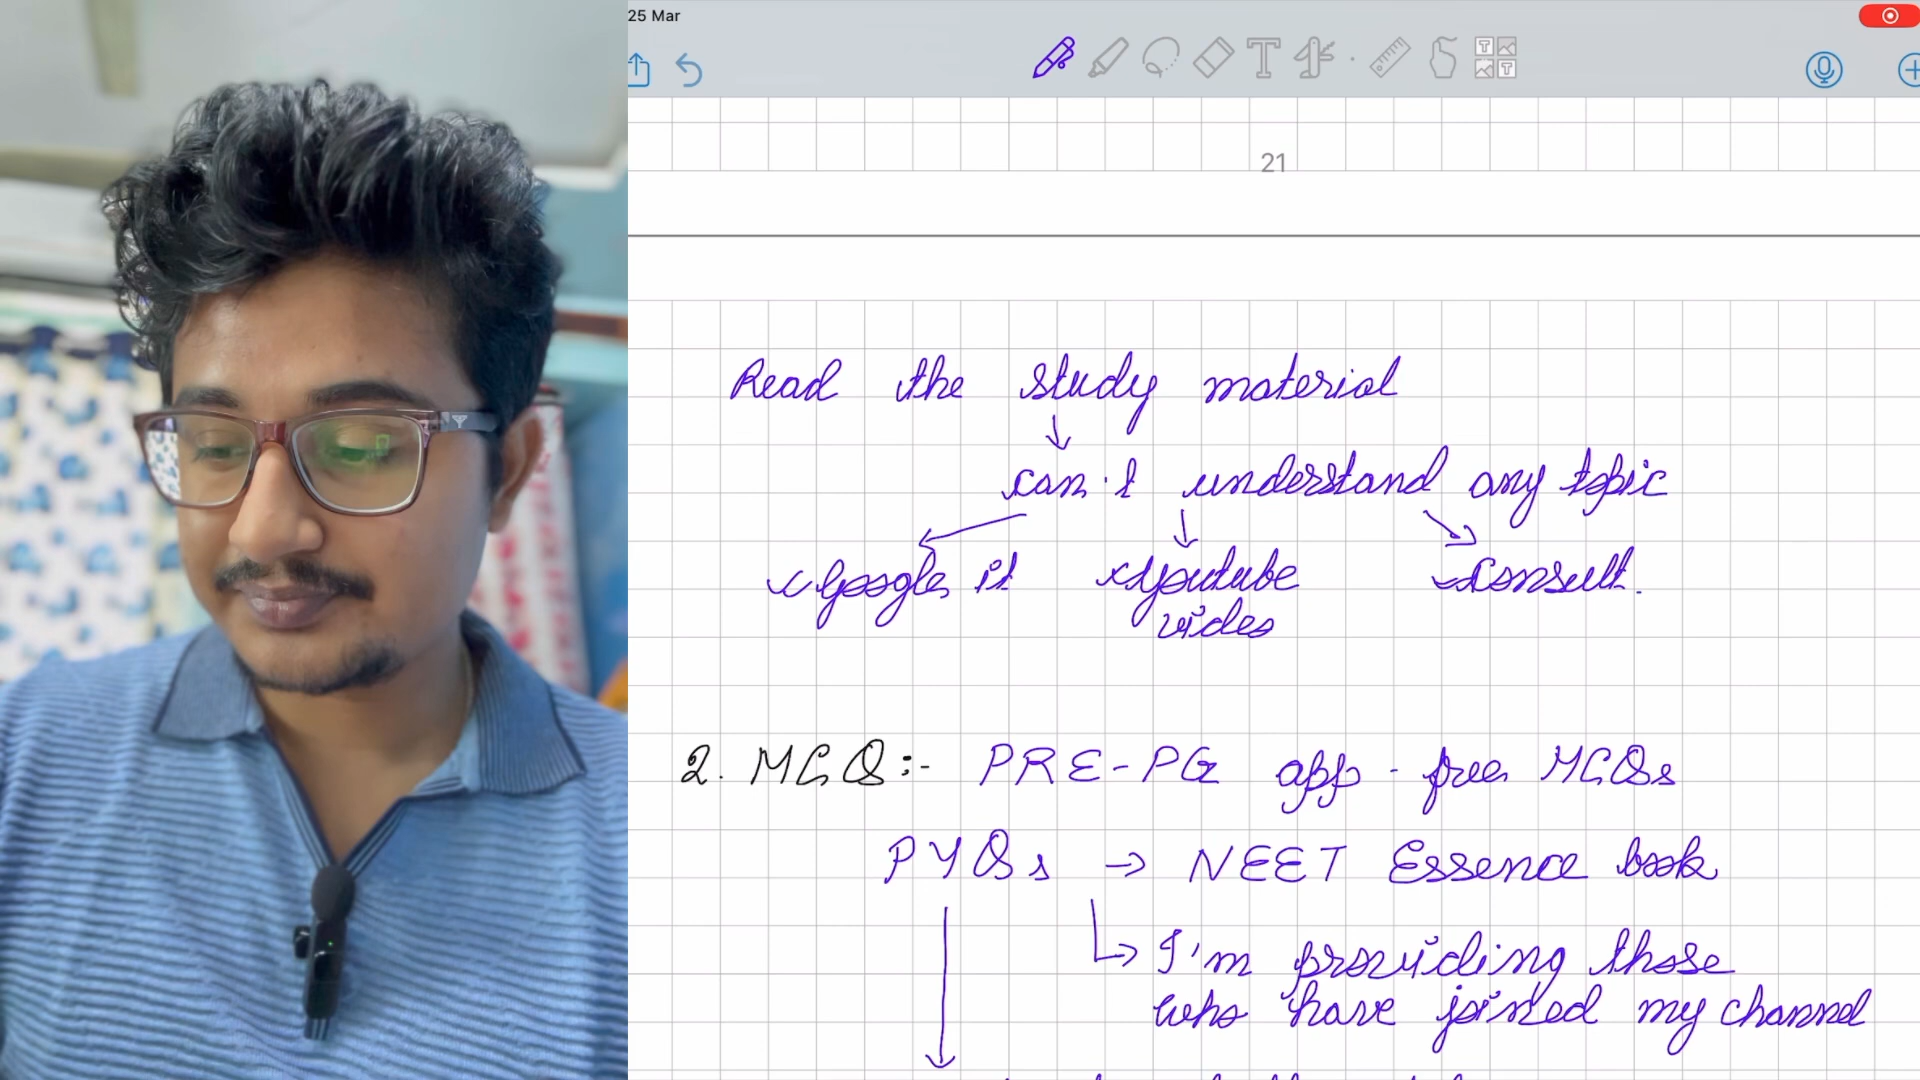 25 Mar
21
Read the study material
↓
can't understand any topic
Google it Youtube Consult.
video
2. MCQ:- PRE-PG app - free MCQs
PYQs → NEET Essence book
↳ I'm providing those
who have joined my channel